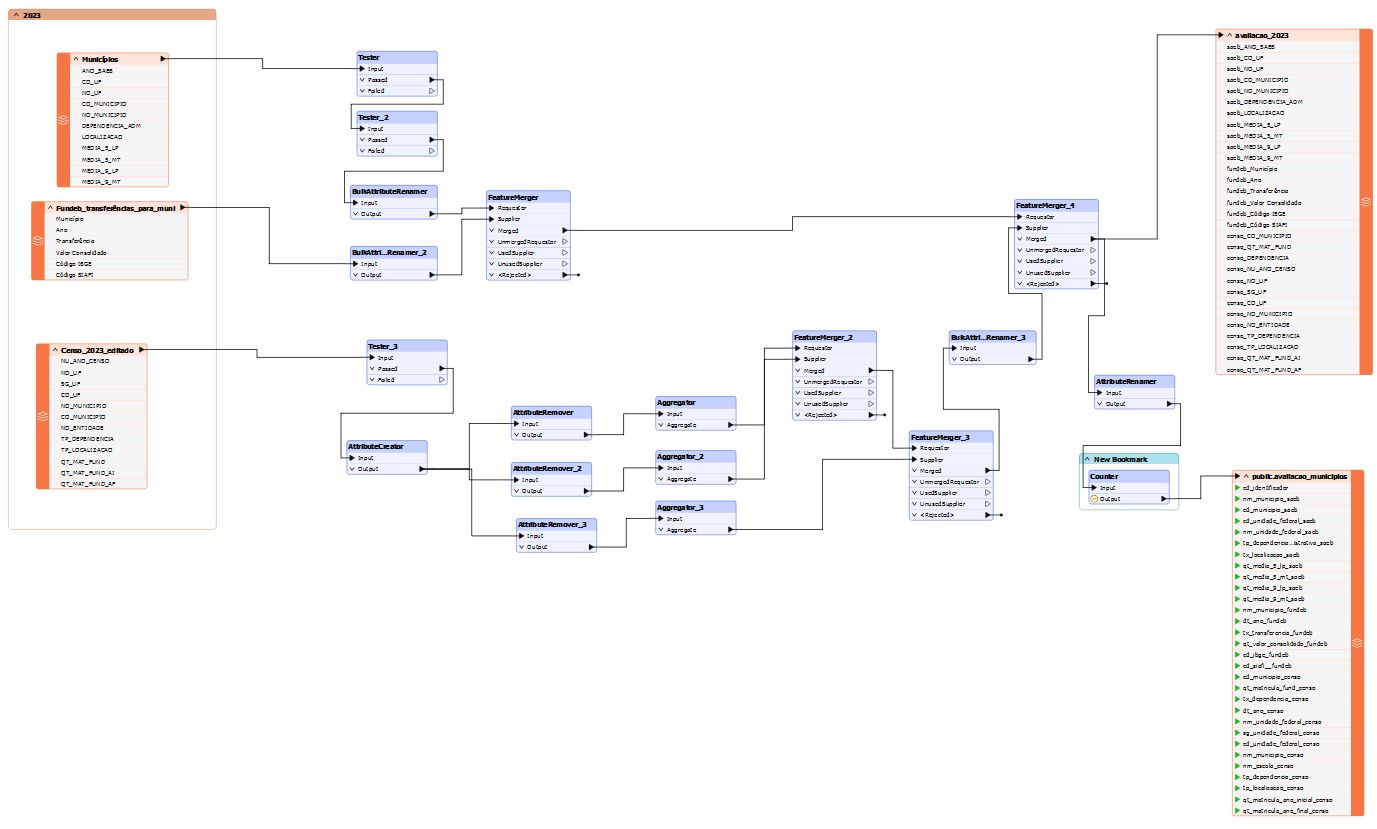 2023
Municípios
ANO_SAEB
CO_UF
NO_UF
CO_MUNICIPIO
NO_MUNICIPIO
DEPENDENCIA_ADM
LOCALIZACAO
MEDIA_5_LP
MEDIA_5_MT
MEDIA_9_LP
MEDIA_9_MT
Fundeb_transferências_para_muni
Município
Ano
Transferência
Valor Consolidado
Código IBGE
Código SIAFI
Censo_2023_editado
NU_ANO_CENSO
NO_UF
SG_UF
CO_UF
NO_MUNICIPIO
CO_MUNICIPIO
NO_ENTIDADE
TP_DEPENDENCIA
TP_LOCALIZACAO
QT_MAT_FUND
QT_MAT_FUND_AI
QT_MAT_FUND_AF
Tester
Input
Passed
Failed
Tester_2
Input
Passed
Failed
BulkAttributeRenamer
Input
Output
BulkAttri...Renamer_2
Input
Output
FeatureMerger
Requestor
Supplier
Merged
UnmergedRequestor
UsedSupplier
UnusedSupplier
<Rejected>
Tester_3
Input
Passed
Failed
AttributeCreator
Input
Output
AttributeRemover
Input
Output
AttributeRemover_2
Input
Output
AttributeRemover_3
Input
Output
Aggregator
Input
Aggregate
Aggregator_2
Input
Aggregate
Aggregator_3
Input
Aggregate
FeatureMerger_2
Requestor
Supplier
Merged
UnmergedRequestor
UsedSupplier
UnusedSupplier
<Rejected>
FeatureMerger_3
Requestor
Supplier
Merged
UnmergedRequestor
UsedSupplier
UnusedSupplier
<Rejected>
BulkAttri...Renamer_3
Input
Output
FeatureMerger_4
Requestor
Supplier
Merged
UnmergedRequestor
UsedSupplier
UnusedSupplier
<Rejected>
AttributeRenamer
Input
Output
New Bookmark
Counter
Input
Output
avaliacao_2023
saeb_ANO_SAEB
saeb_CO_UF
saeb_NO_UF
saeb_CO_MUNICIPIO
saeb_NO_MUNICIPIO
saeb_DEPENDENCIA_ADM
saeb_LOCALIZACAO
saeb_MEDIA_5_LP
saeb_MEDIA_5_MT
saeb_MEDIA_9_LP
saeb_MEDIA_9_MT
fundeb_Município
fundeb_Ano
fundeb_Transferência
fundeb_Valor Consolidado
fundeb_Código IBGE
fundeb_Código SIAFI
censo_CO_MUNICIPIO
censo_QT_MAT_FUND
censo_DEPENDENCIA
censo_NU_ANO_CENSO
censo_NO_UF
censo_SG_UF
censo_CO_UF
censo_NO_MUNICIPIO
censo_NO_ENTIDADE
censo_TP_DEPENDENCIA
censo_TP_LOCALIZACAO
censo_QT_MAT_FUND_AI
censo_QT_MAT_FUND_AF
public.avaliacao_municipios
cd_identificador
nm_municipio_saeb
cd_municipio_saeb
cd_unidade_federal_saeb
nm_unidade_federal_saeb
tp_dependencia...istrativa_saeb
tx_localizacao_saeb
qt_media_5_lp_saeb
qt_media_5_mt_saeb
qt_media_9_lp_saeb
qt_media_9_mt_saeb
nm_municipio_fundeb
dt_ano_fundeb
tx_transferencia_fundeb
qt_valor_consolidado_fundeb
cd_ibge_fundeb
cd_siafi__fundeb
cd_municipio_censo
qt_matricula_fund_censo
tx_dependencia_censo
dt_ano_censo
nm_unidade_federal_censo
sg_unidade_federal_censo
cd_unidade_federal_censo
nm_municipio_censo
nm_escola_censo
tp_dependencia_censo
tp_localizacao_censo
qt_matricula_ano_inicial_censo
qt_matricula_ano_final_censo